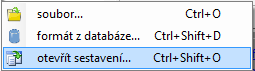 soubor... Ctrl+O
formát z databáze... Ctrl+Shift+D
otevřít sestavení... Ctrl+Shift+O